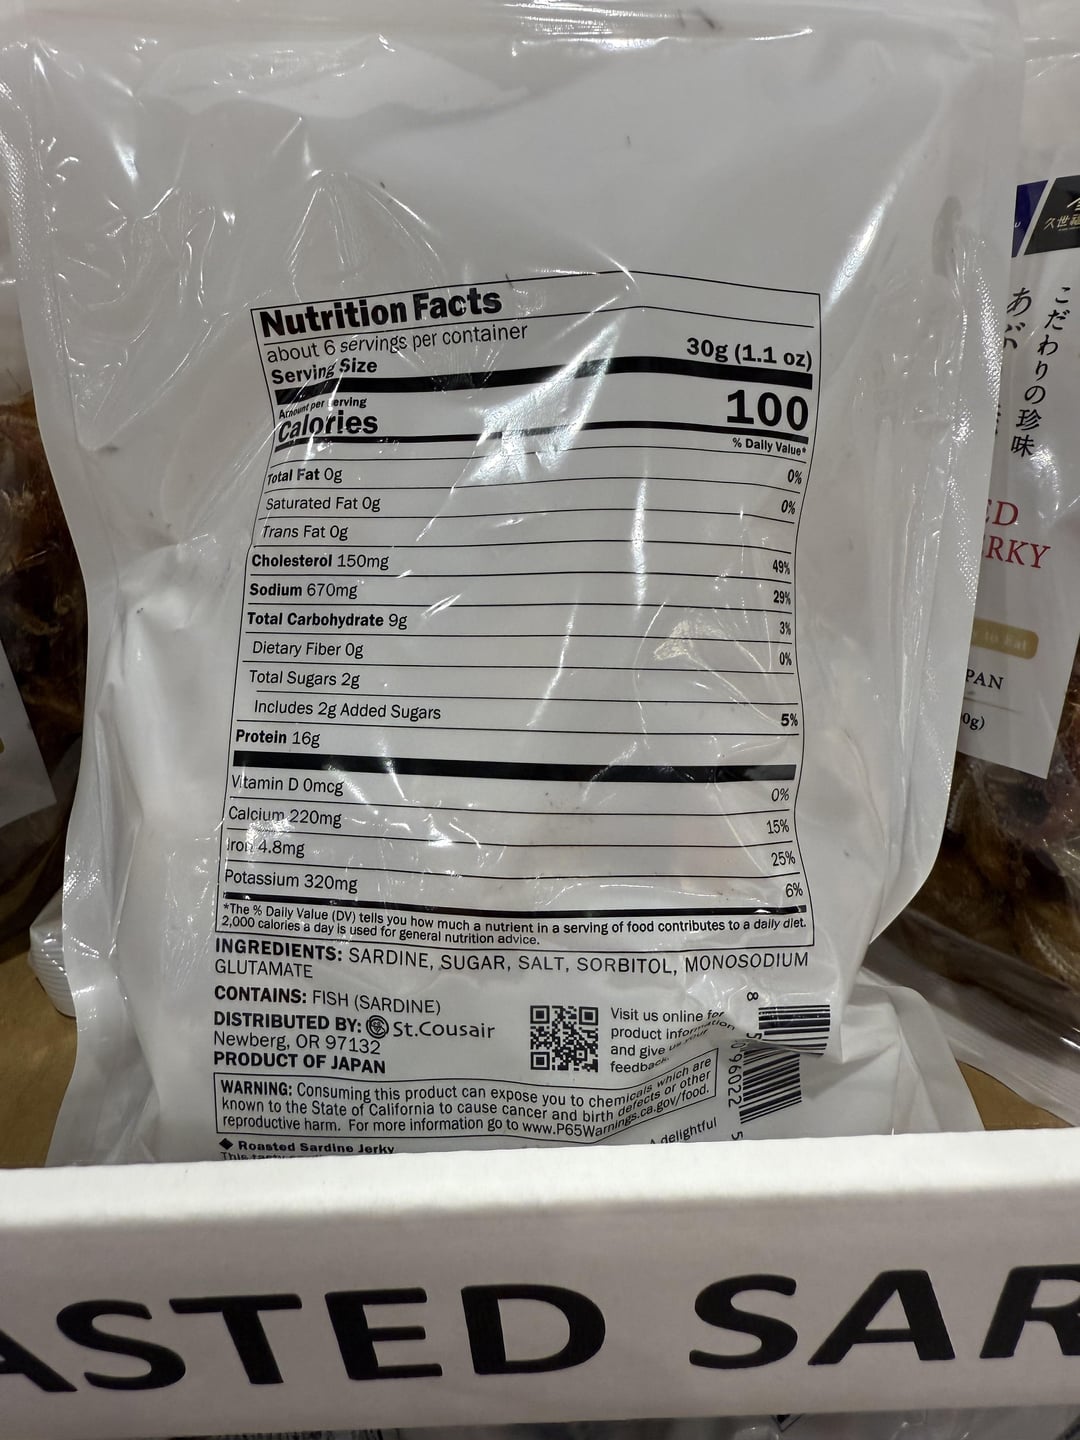 Nutrition Facts
about 6 servings per container
Serving Size 30g (1.1 oz)
Amount per serving
Calories 100
% Daily Value*
Total Fat 0g 0%
Saturated Fat 0g 0%
Trans Fat 0g
Cholesterol 150mg 49%
Sodium 670mg 29%
Total Carbohydrate 9g 3%
Dietary Fiber 0g 0%
Total Sugars 2g
Includes 2g Added Sugars 5%
Protein 16g
Vitamin D 0mcg 0%
Calcium 220mg 15%
Iron 4.8mg 25%
Potassium 320mg 6%
*The % Daily Value (DV) tells you how much a nutrient in a serving of food contributes to a daily diet.
2,000 calories a day is used for general nutrition advice.
INGREDIENTS: SARDINE, SUGAR, SALT, SORBITOL, MONOSODIUM
GLUTAMATE
CONTAINS: FISH (SARDINE)
DISTRIBUTED BY: St.Cousair
Newberg, OR 97132
PRODUCT OF JAPAN
Visit us online for
product information
and give us your
feedback.
WARNING: Consuming this product can expose you to chemicals which are
known to the State of California to cause cancer and birth defects or other
reproductive harm. For more information go to www.P65Warnings.ca.gov/food.
Roasted Sardine Jerky
delightful
久世福
こだわりの珍味
あぶ
ED
RKY
to Eat
PAN
0g)
ASTED SAR